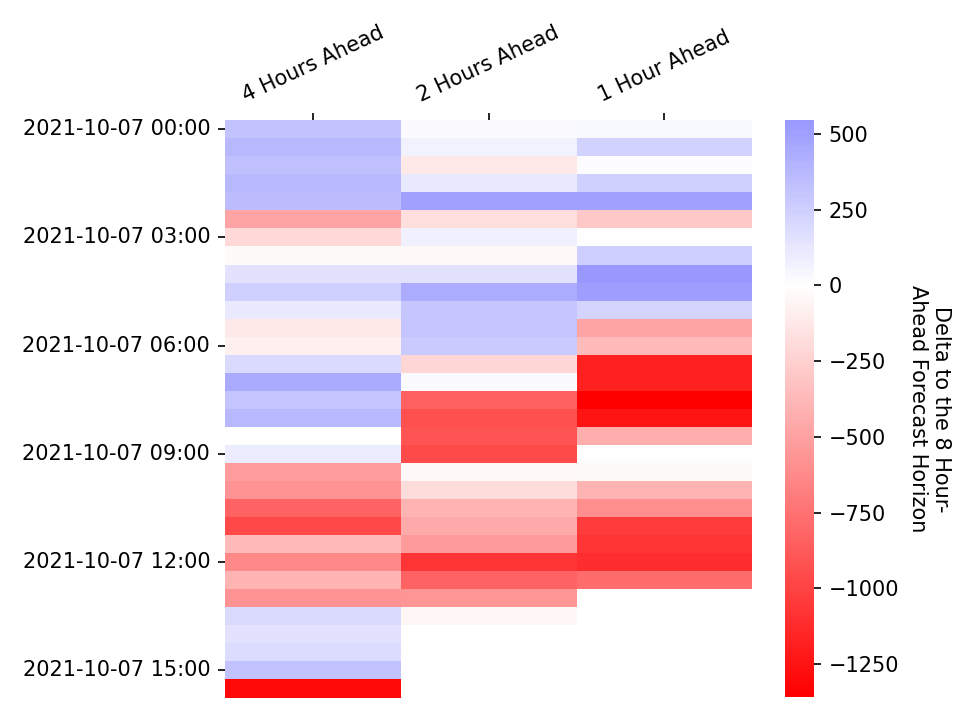 4 Hours Ahead
2 Hours Ahead
1 Hour Ahead
2021-10-07 00:00
2021-10-07 03:00
2021-10-07 06:00
2021-10-07 09:00
2021-10-07 12:00
2021-10-07 15:00
500
250
0
−250
−500
−750
−1000
−1250
Delta to the 8 Hour-
Ahead Forecast Horizon